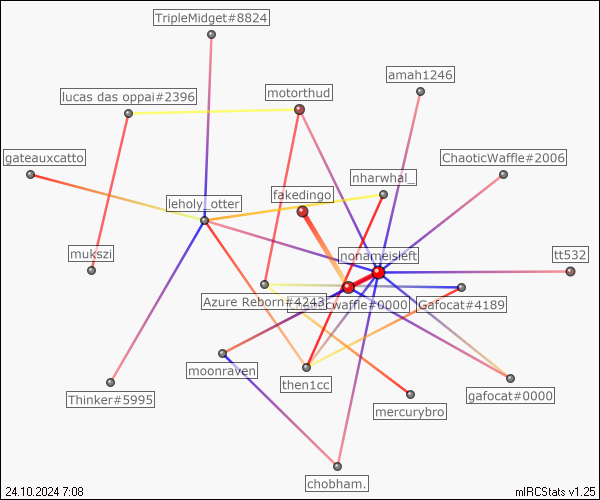 TripleMidget#8824
amah1246
motorthud
lucas das oppai#2396
gateauxcatto
ChaoticWaffle#2006
nharwhal_
fakedingo
leholy_otter
mukszi
nonameisleft
tt532
Azure Reborn#4243
Gafocat#4189
moonraven
then1cc
gafocat#0000
Thinker#5995
mercurybro
chobham.
24.10.2024 7:08
mIRCStats v1.25